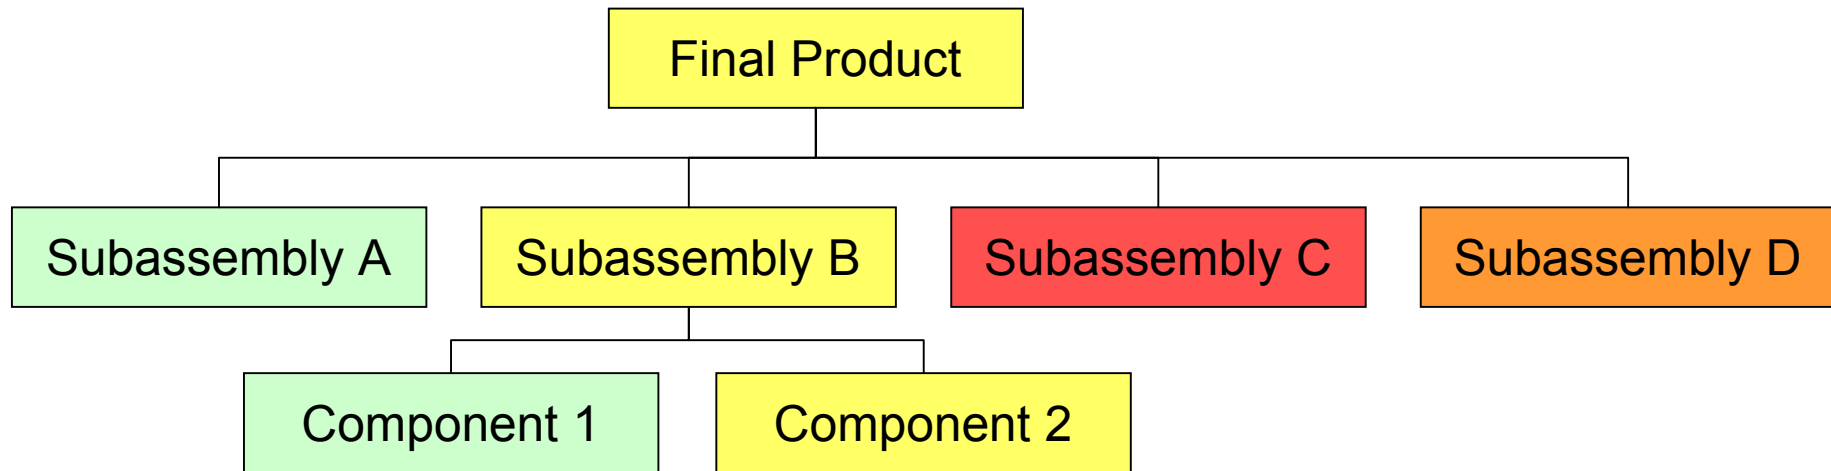 Final Product
Subassembly A
Subassembly B
Subassembly C
Subassembly D
Component 1
Component 2